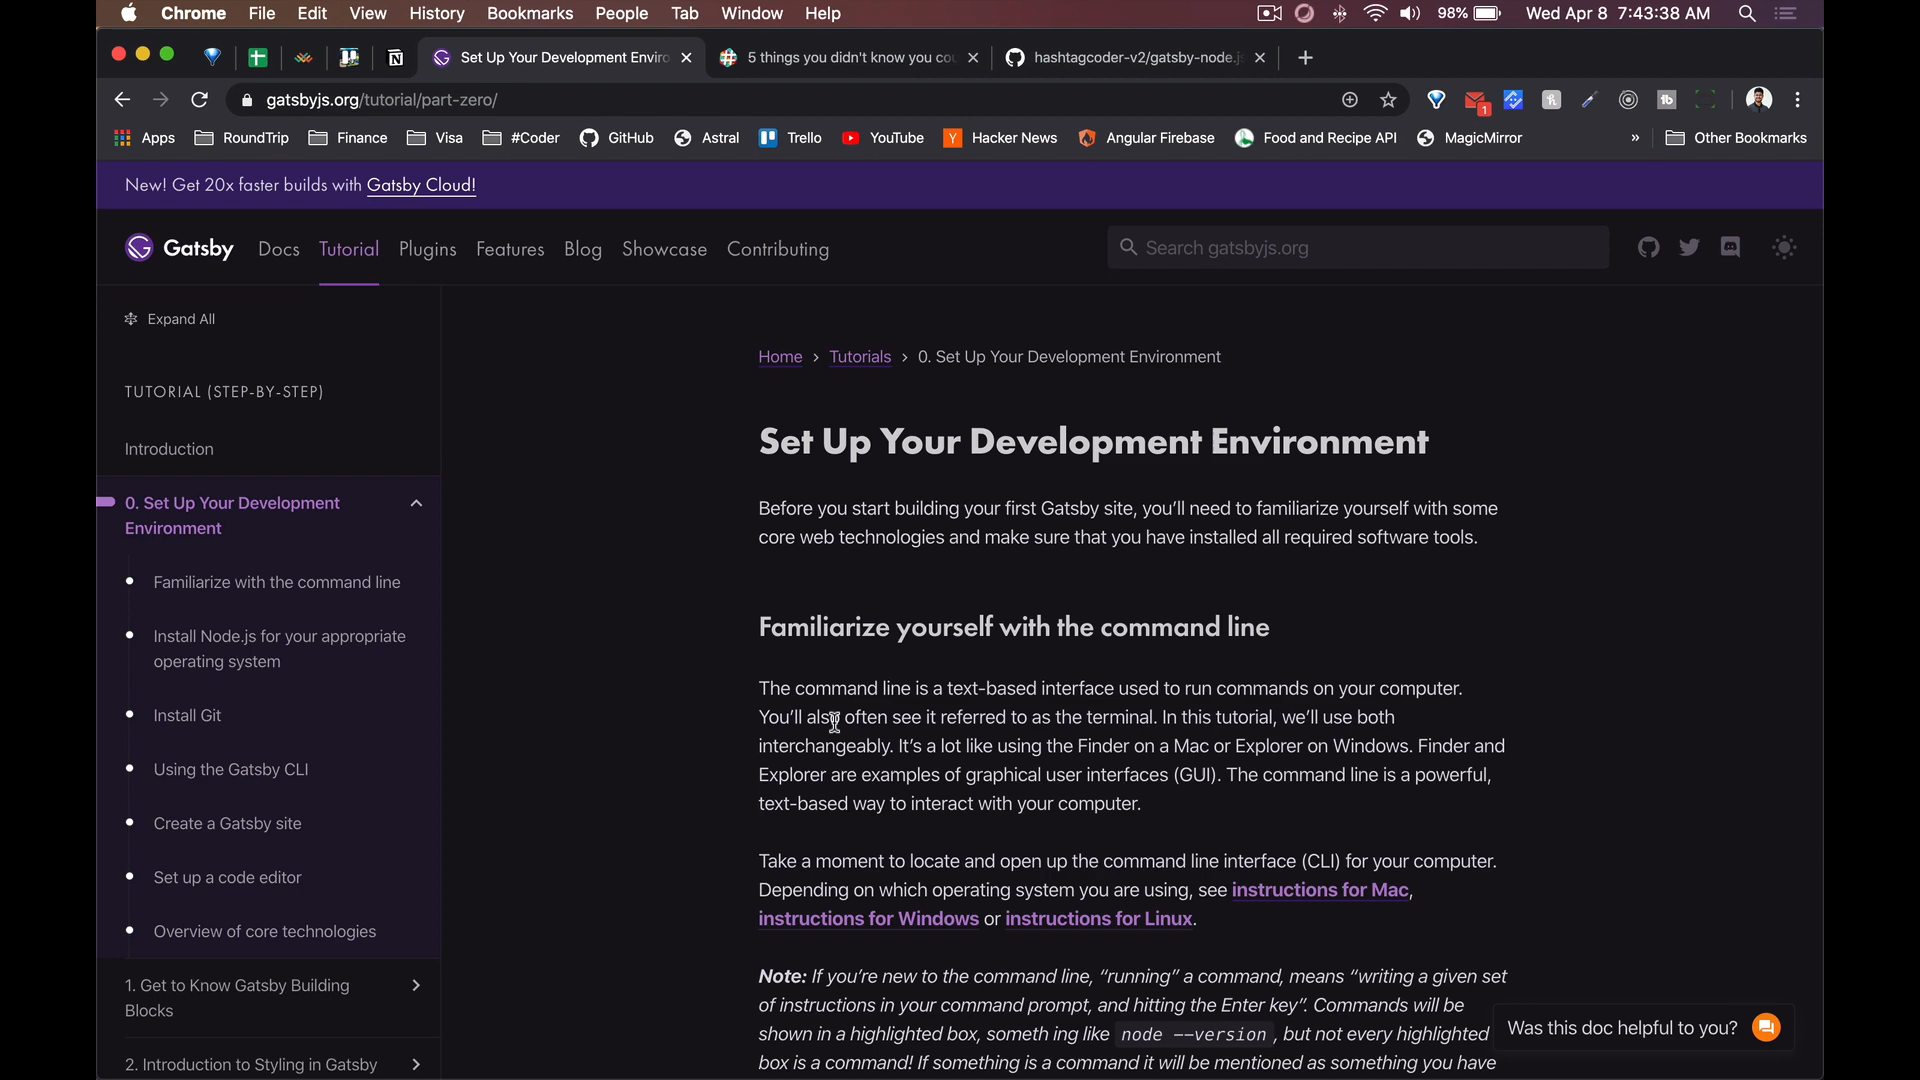 Chrome File Edit View History Bookmarks People Tab Window Help 98% Wed Apr 8 7:43:38 AM
Set Up Your Development Enviro 5 things you didn't know you cou hashtagcoder-v2/gatsby-node.js
gatsbyjs.org/tutorial/part-zero/ 1
Apps RoundTrip Finance Visa #Coder GitHub Astral Trello YouTube Hacker News Angular Firebase Food and Recipe API MagicMirror » Other Bookmarks
New! Get 20x faster builds with Gatsby Cloud!
Gatsby Docs Tutorial Plugins Features Blog Showcase Contributing Search gatsbyjs.org
Expand All
TUTORIAL (STEP-BY-STEP)
Introduction
0. Set Up Your Development
Environment
Familiarize with the command line
Install Node.js for your appropriate
operating system
Install Git
Using the Gatsby CLI
Create a Gatsby site
Set up a code editor
Overview of core technologies
1. Get to Know Gatsby Building
Blocks
2. Introduction to Styling in Gatsby
Home › Tutorials › 0. Set Up Your Development Environment
Set Up Your Development Environment
Before you start building your first Gatsby site, you’ll need to familiarize yourself with some
core web technologies and make sure that you have installed all required software tools.
Familiarize yourself with the command line
The command line is a text-based interface used to run commands on your computer.
You’ll also often see it referred to as the terminal. In this tutorial, we’ll use both
interchangeably. It’s a lot like using the Finder on a Mac or Explorer on Windows. Finder and
Explorer are examples of graphical user interfaces (GUI). The command line is a powerful,
text-based way to interact with your computer.
Take a moment to locate and open up the command line interface (CLI) for your computer.
Depending on which operating system you are using, see instructions for Mac,
instructions for Windows or instructions for Linux.
Note: If you’re new to the command line, “running” a command, means “writing a given set
of instructions in your command prompt, and hitting the Enter key”. Commands will be
shown in a highlighted box, someth ing like node --version , but not every highlighted
box is a command! If something is a command it will be mentioned as something you have
Was this doc helpful to you?